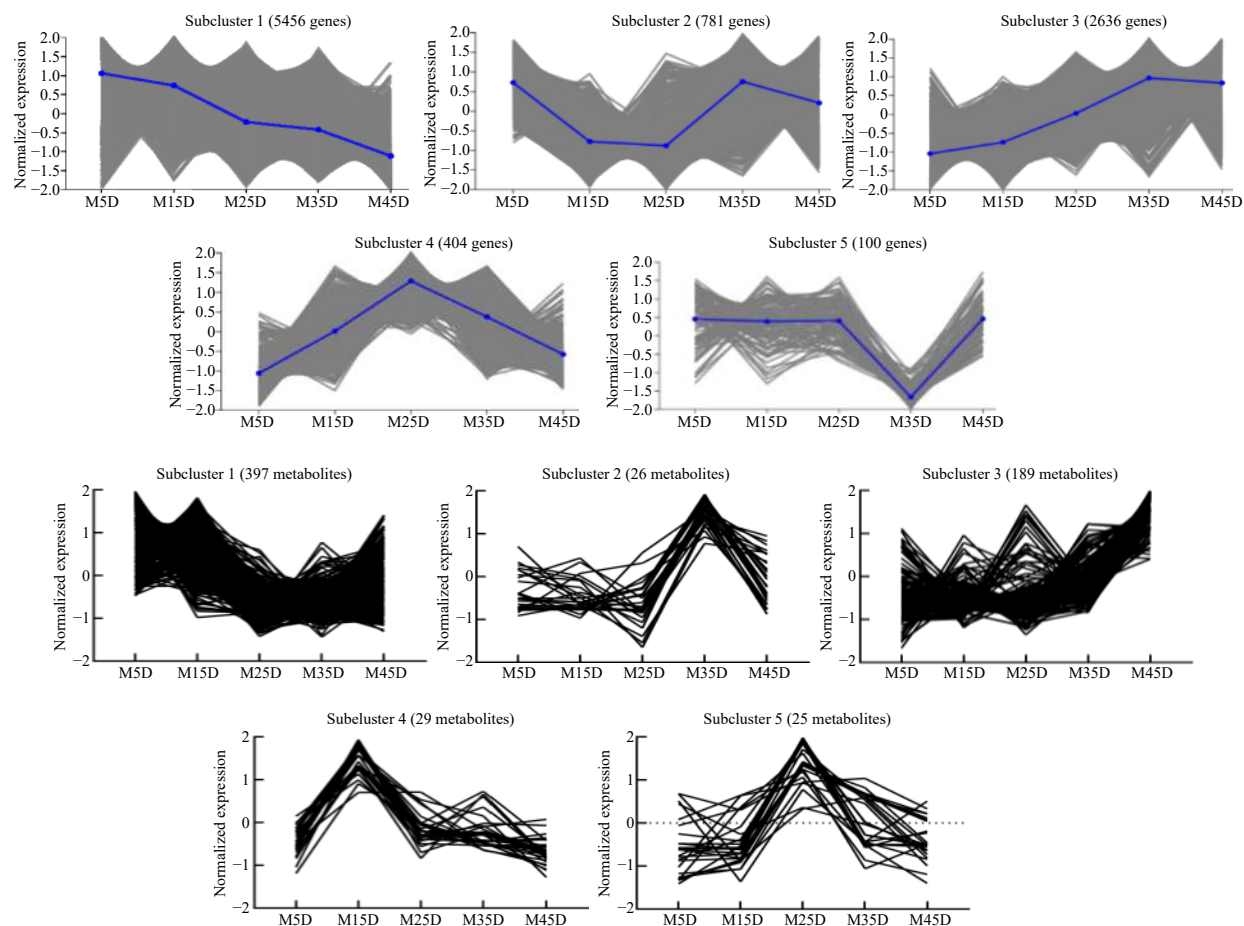 Subcluster 1 (5456 genes)
Normalized expression
2.0
1.5
1.0
0.5
0
−0.5
−1.0
−1.5
2.0
M5D M15D M25D M35D M45D
Subcluster 2 (781 genes)
Normalized expression
2.0
1.5
1.0
0.5
0
−0.5
−1.0
−1.5
−2.0
M5D M15D M25D M35D M45D
Subcluster 3 (2636 genes)
Normalized expression
2.0
1.5
1.0
0.5
0
−0.5
−1.0
−1.5
−2.0
M5D M15D M25D M35D M45D
Subcluster 4 (404 genes)
Normalized expression
2.0
1.5
1.0
0.5
0
−0.5
−1.0
−1.5
−2.0
M5D M15D M25D M35D M45D
Subcluster 5 (100 genes)
Normalized expression
2.0
1.5
1.0
0.5
0
−0.5
−1.0
−1.5
−2.0
M5D M15D M25D M35D M45D
Subcluster 1 (397 metabolites)
Normalized expression
2
1
0
−1
−2
M5D M15D M25D M35D M45D
Subcluster 2 (26 metabolites)
Normalized expression
2
1
0
−1
−2
M5D M15D M25D M35D M45D
Subcluster 3 (189 metabolites)
Normalized expression
2
1
0
−1
−2
M5D M15D M25D M35D M45D
Subeluster 4 (29 metabolites)
Normalized expression
2
1
0
−1
−2
M5D M15D M25D M35D M45D
Subcluster 5 (25 metabolites)
Normalized expression
2
1
0
−1
−2
M5D M15D M25D M35D M45D